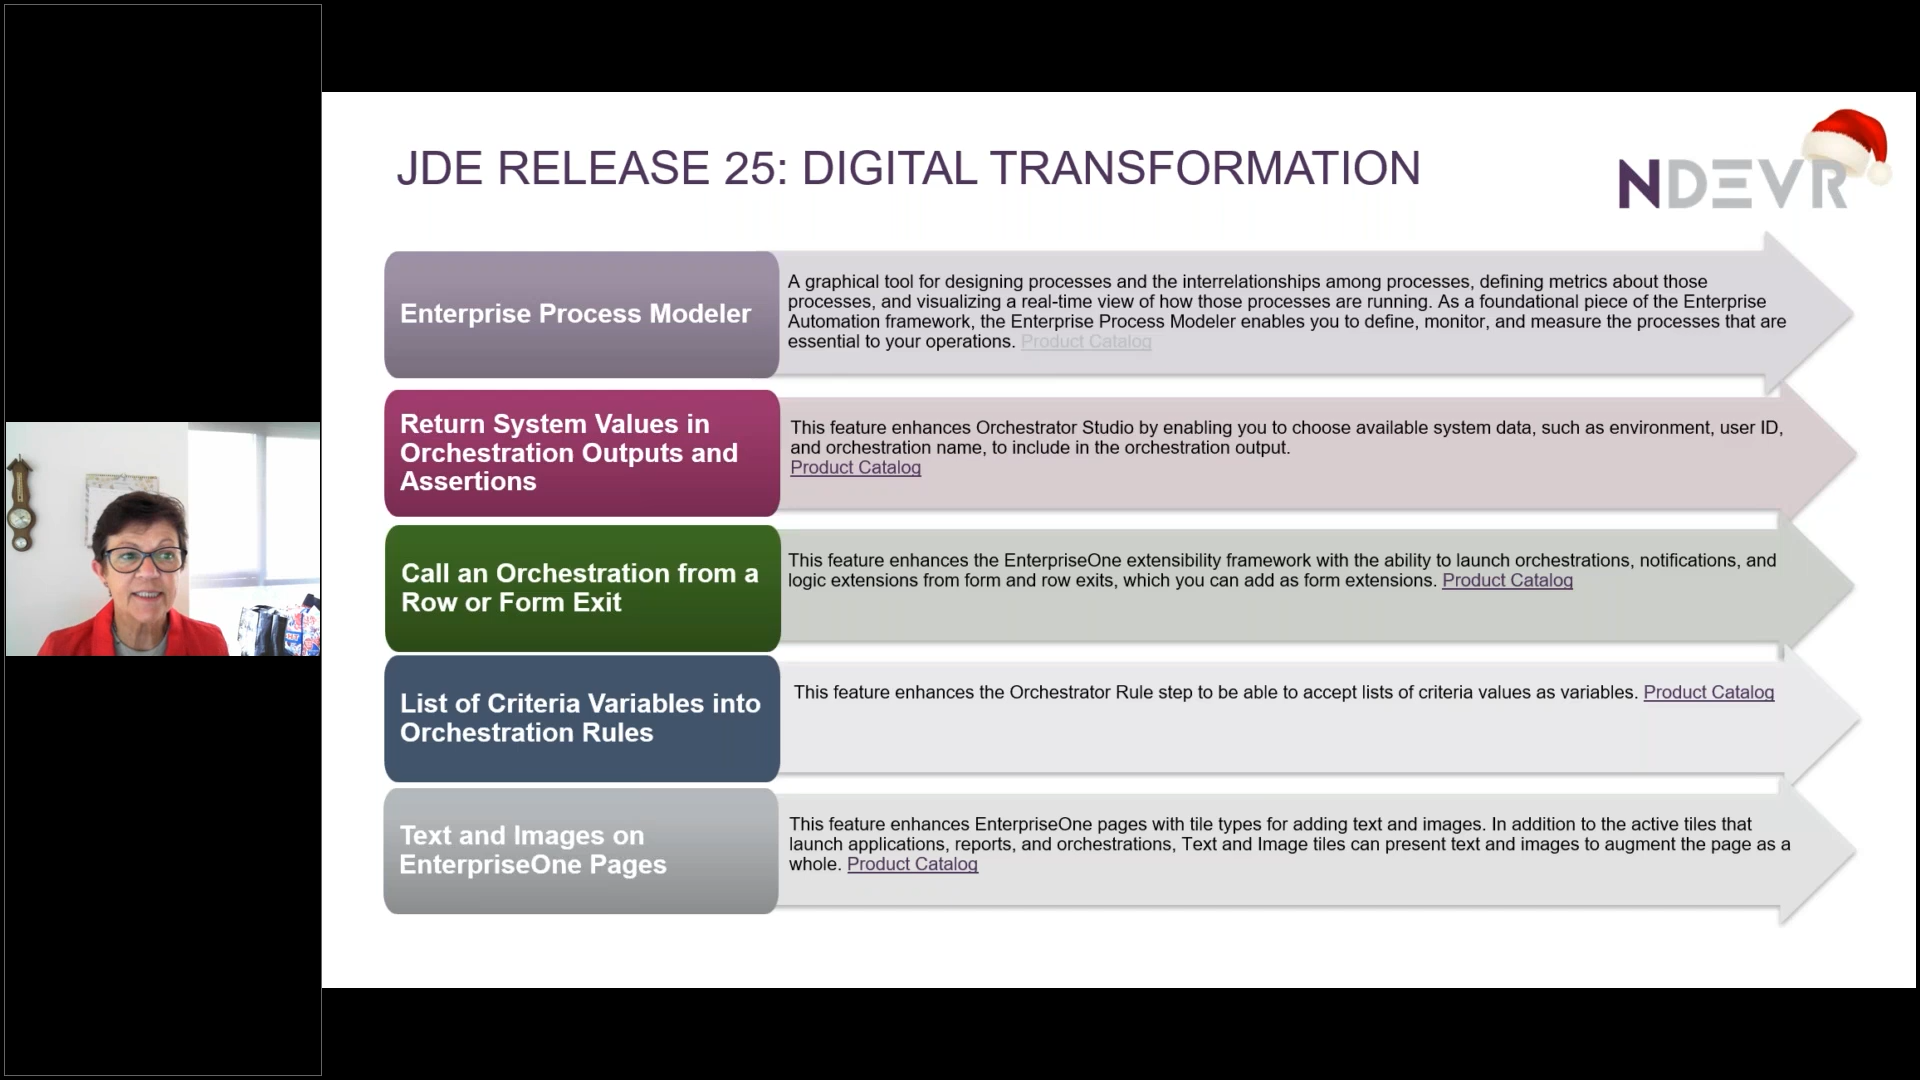 JDE RELEASE 25: DIGITAL TRANSFORMATION
NDEVR
Enterprise Process Modeler
A graphical tool for designing processes and the interrelationships among processes, defining metrics about those
processes, and visualizing a real-time view of how those processes are running. As a foundational piece of the Enterprise
Automation framework, the Enterprise Process Modeler enables you to define, monitor, and measure the processes that are
essential to your operations. Product Catalog
Return System Values in
Orchestration Outputs and
Assertions
This feature enhances Orchestrator Studio by enabling you to choose available system data, such as environment, user ID,
and orchestration name, to include in the orchestration output.
Product Catalog
Call an Orchestration from a
Row or Form Exit
This feature enhances the EnterpriseOne extensibility framework with the ability to launch orchestrations, notifications, and
logic extensions from form and row exits, which you can add as form extensions. Product Catalog
List of Criteria Variables into
Orchestration Rules
This feature enhances the Orchestrator Rule step to be able to accept lists of criteria values as variables. Product Catalog
Text and Images on
EnterpriseOne Pages
This feature enhances EnterpriseOne pages with tile types for adding text and images. In addition to the active tiles that
launch applications, reports, and orchestrations, Text and Image tiles can present text and images to augment the page as a
whole. Product Catalog